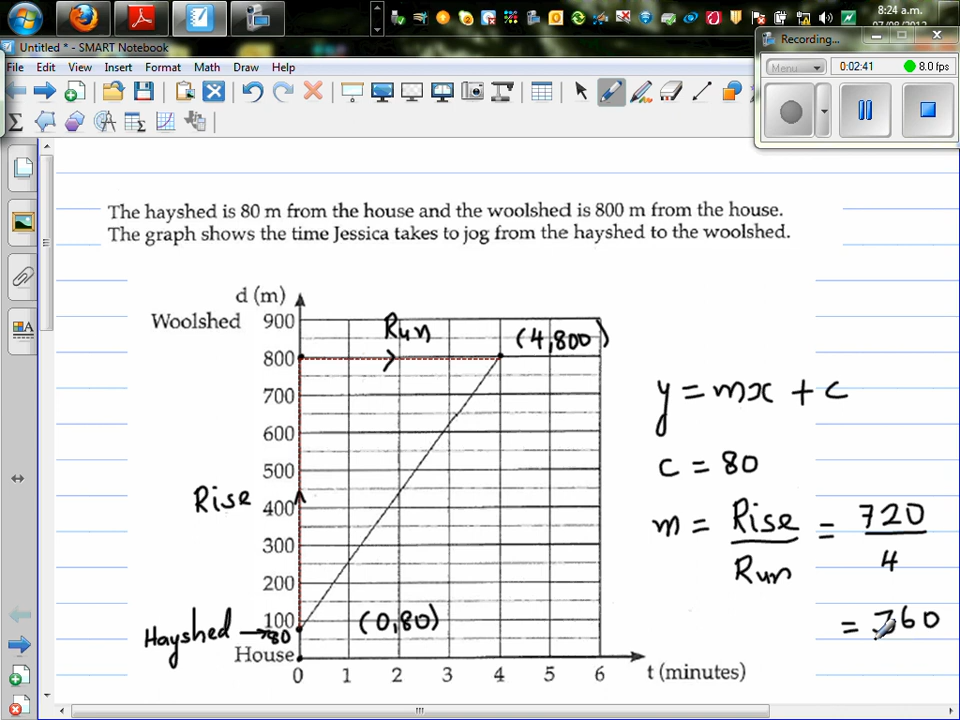 8:24 a.m.
07/08/2012
Untitled * - SMART Notebook
Recording...
File Edit View Insert Format Math Draw Help
Menu 0:02:41 8.0 fps
The hayshed is 80 m from the house and the woolshed is 800 m from the house.
The graph shows the time Jessica takes to jog from the hayshed to the woolshed.
d (m)
Woolshed 900
Run
(4,800)
800
700
y = mx + c
600
c = 80
500
Rise
400
m = Rise/Run = 720/4
300
200
100
(0,80)
= 360
Hayshed → 80
House
0 1 2 3 4 5 6 t (minutes)